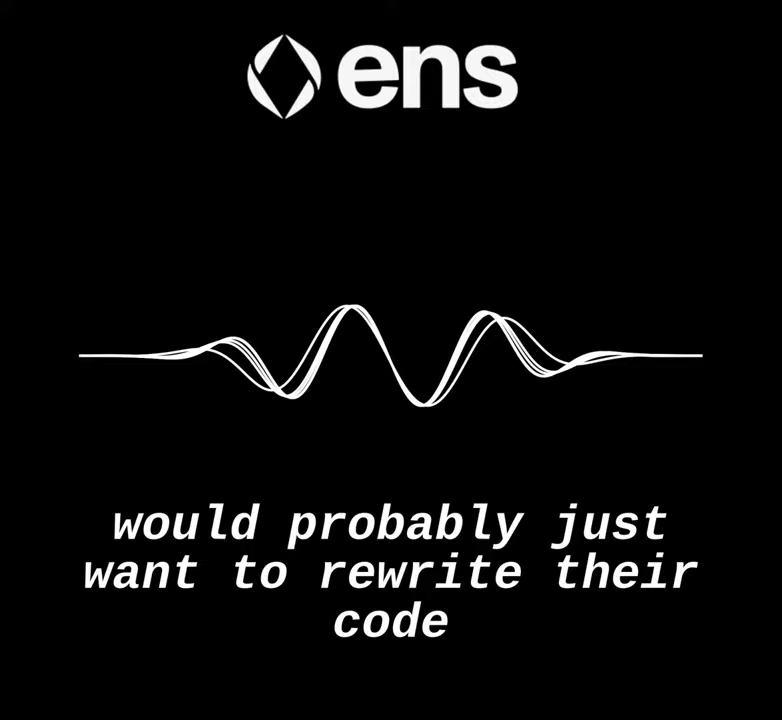 ens
would probably just
want to rewrite their
code